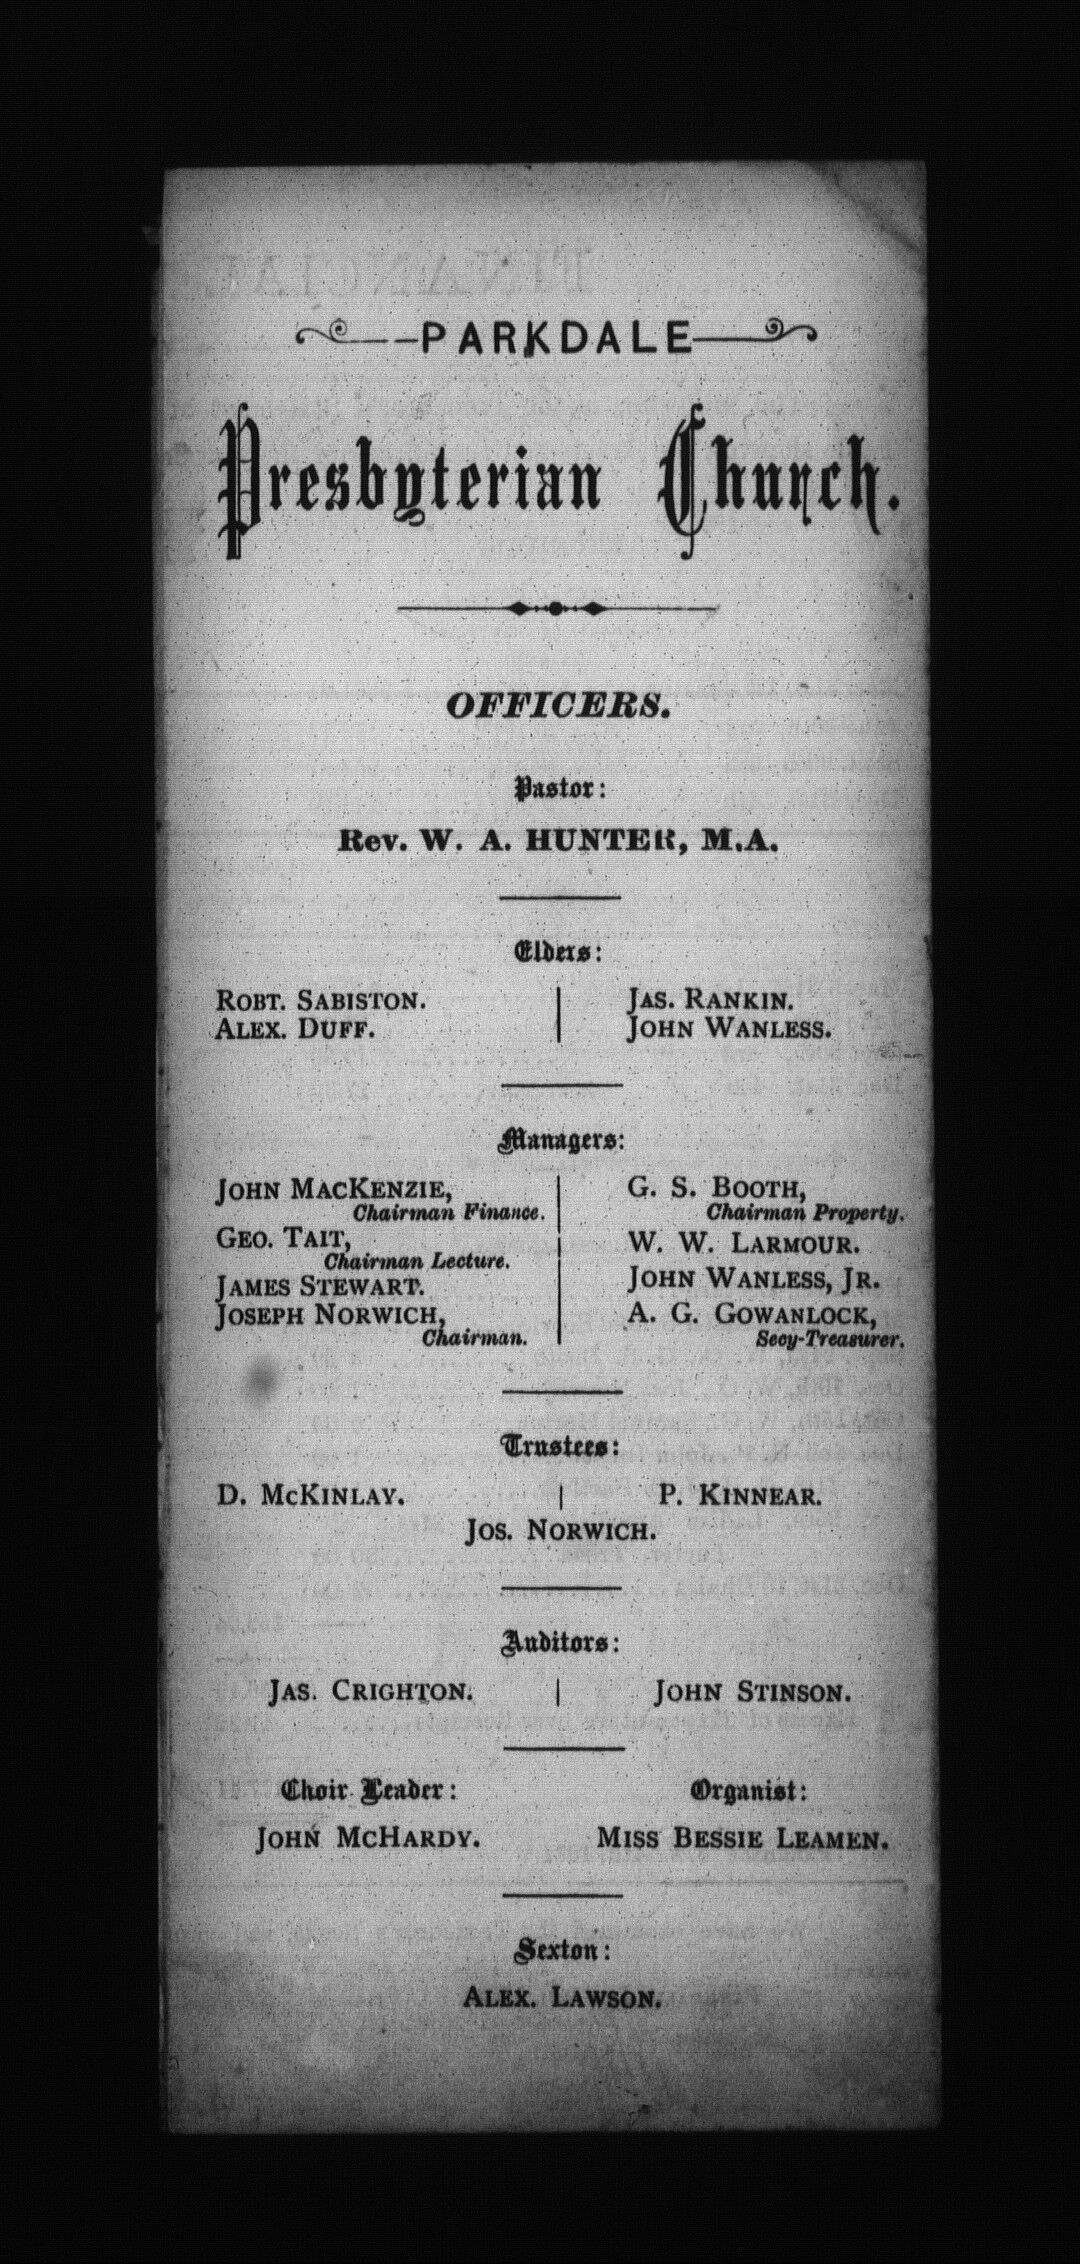 PARKDALE
Presbyterian Church.
OFFICERS.
Pastor:
Rev. W. A. HUNTER, M.A.
Elders:
ROBT. SABISTON.
ALEX. DUFF.
JAS. RANKIN.
JOHN WANLESS.
Managers:
JOHN MACKENZIE,
Chairman Finance.
GEO. TAIT,
Chairman Lecture.
JAMES STEWART.
JOSEPH NORWICH,
Chairman.
G. S. BOOTH,
Chairman Property.
W. W. LARMOUR.
JOHN WANLESS, JR.
A. G. GOWANLOCK,
Secy-Treasurer.
Trustees:
D. MCKINLAY. | P. KINNEAR.
JOS. NORWICH.
Auditors:
JAS. CRIGHTON. | JOHN STINSON.
Choir Leader:
JOHN MCHARDY.
Organist:
MISS BESSIE LEAMEN.
Sexton:
ALEX. LAWSON.